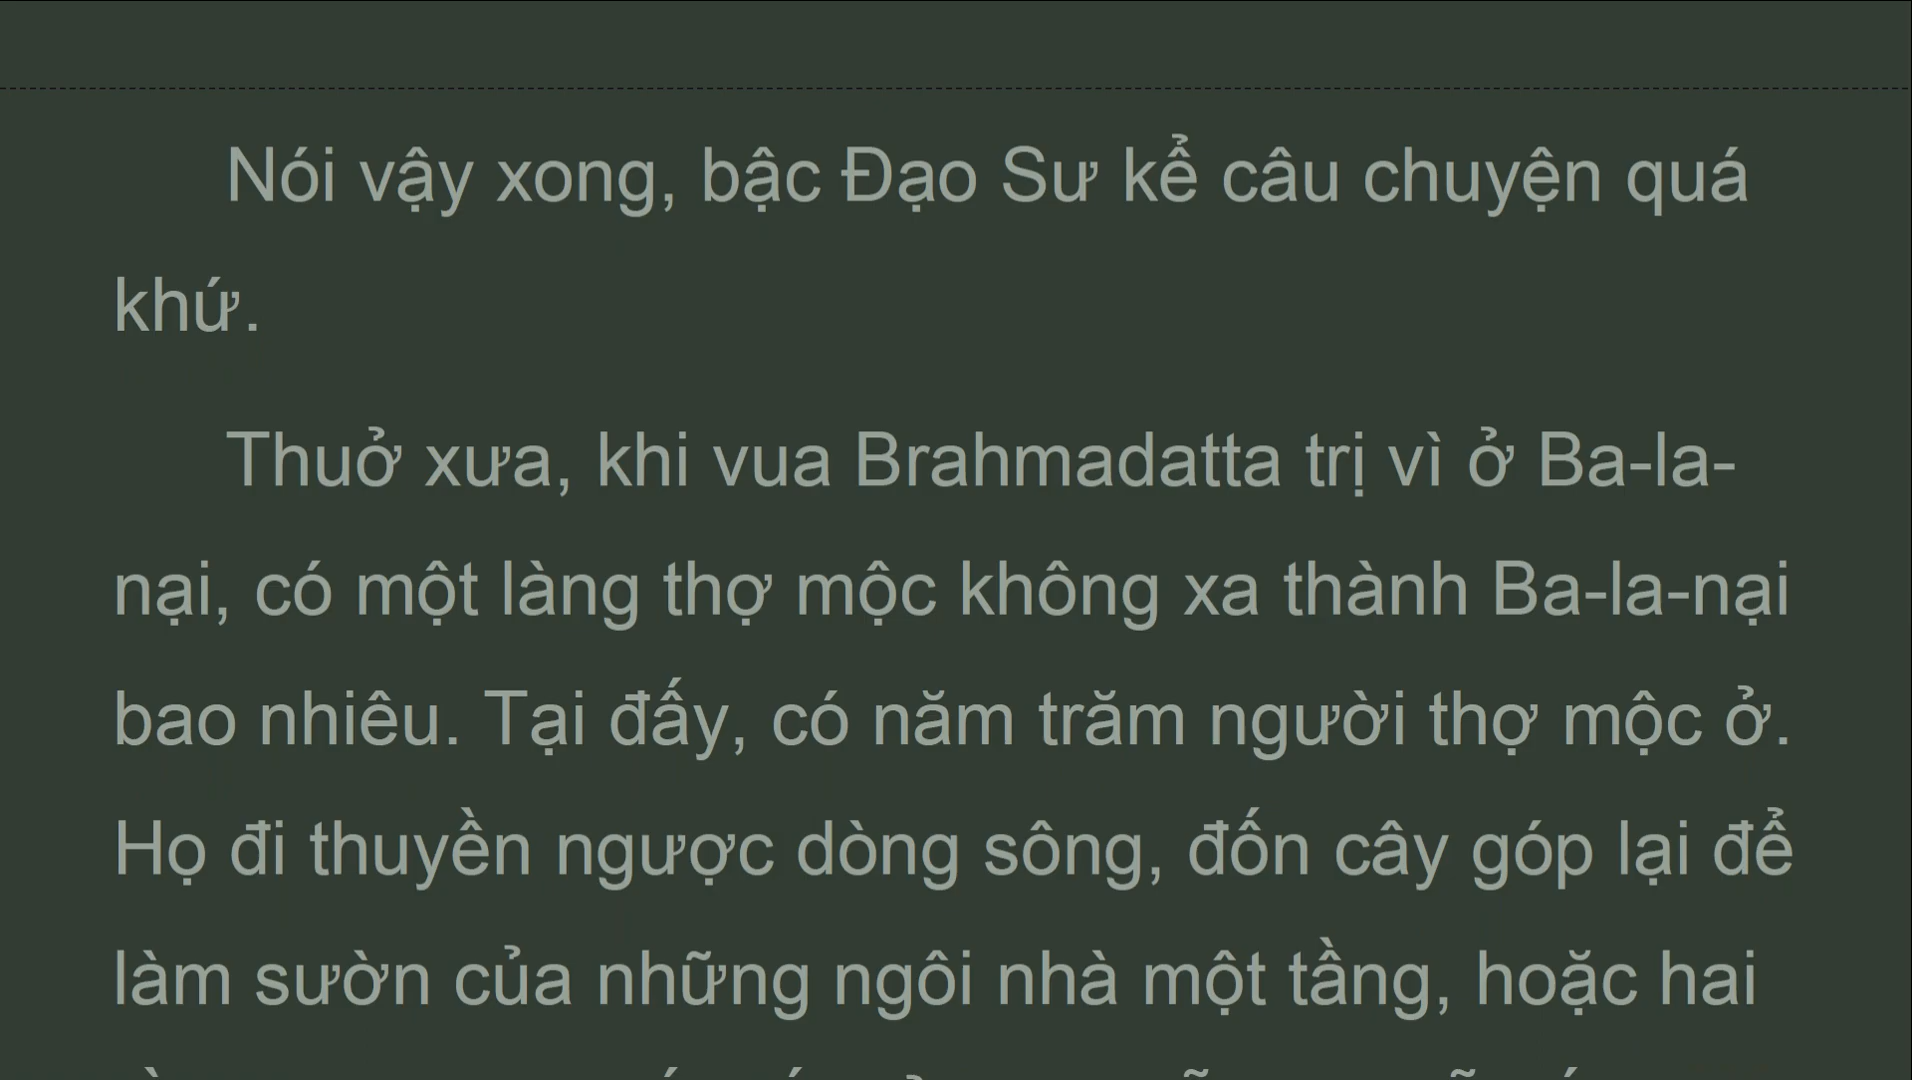 Nói vậy xong, bậc Đạo Sư kể câu chuyện quá
khứ.
Thuở xưa, khi vua Brahmadatta trị vì ở Ba-la-
nại, có một làng thợ mộc không xa thành Ba-la-nại
bao nhiêu. Tại đấy, có năm trăm người thợ mộc ở.
Họ đi thuyền ngược dòng sông, đốn cây góp lại để
làm sườn của những ngôi nhà một tầng, hoặc hai